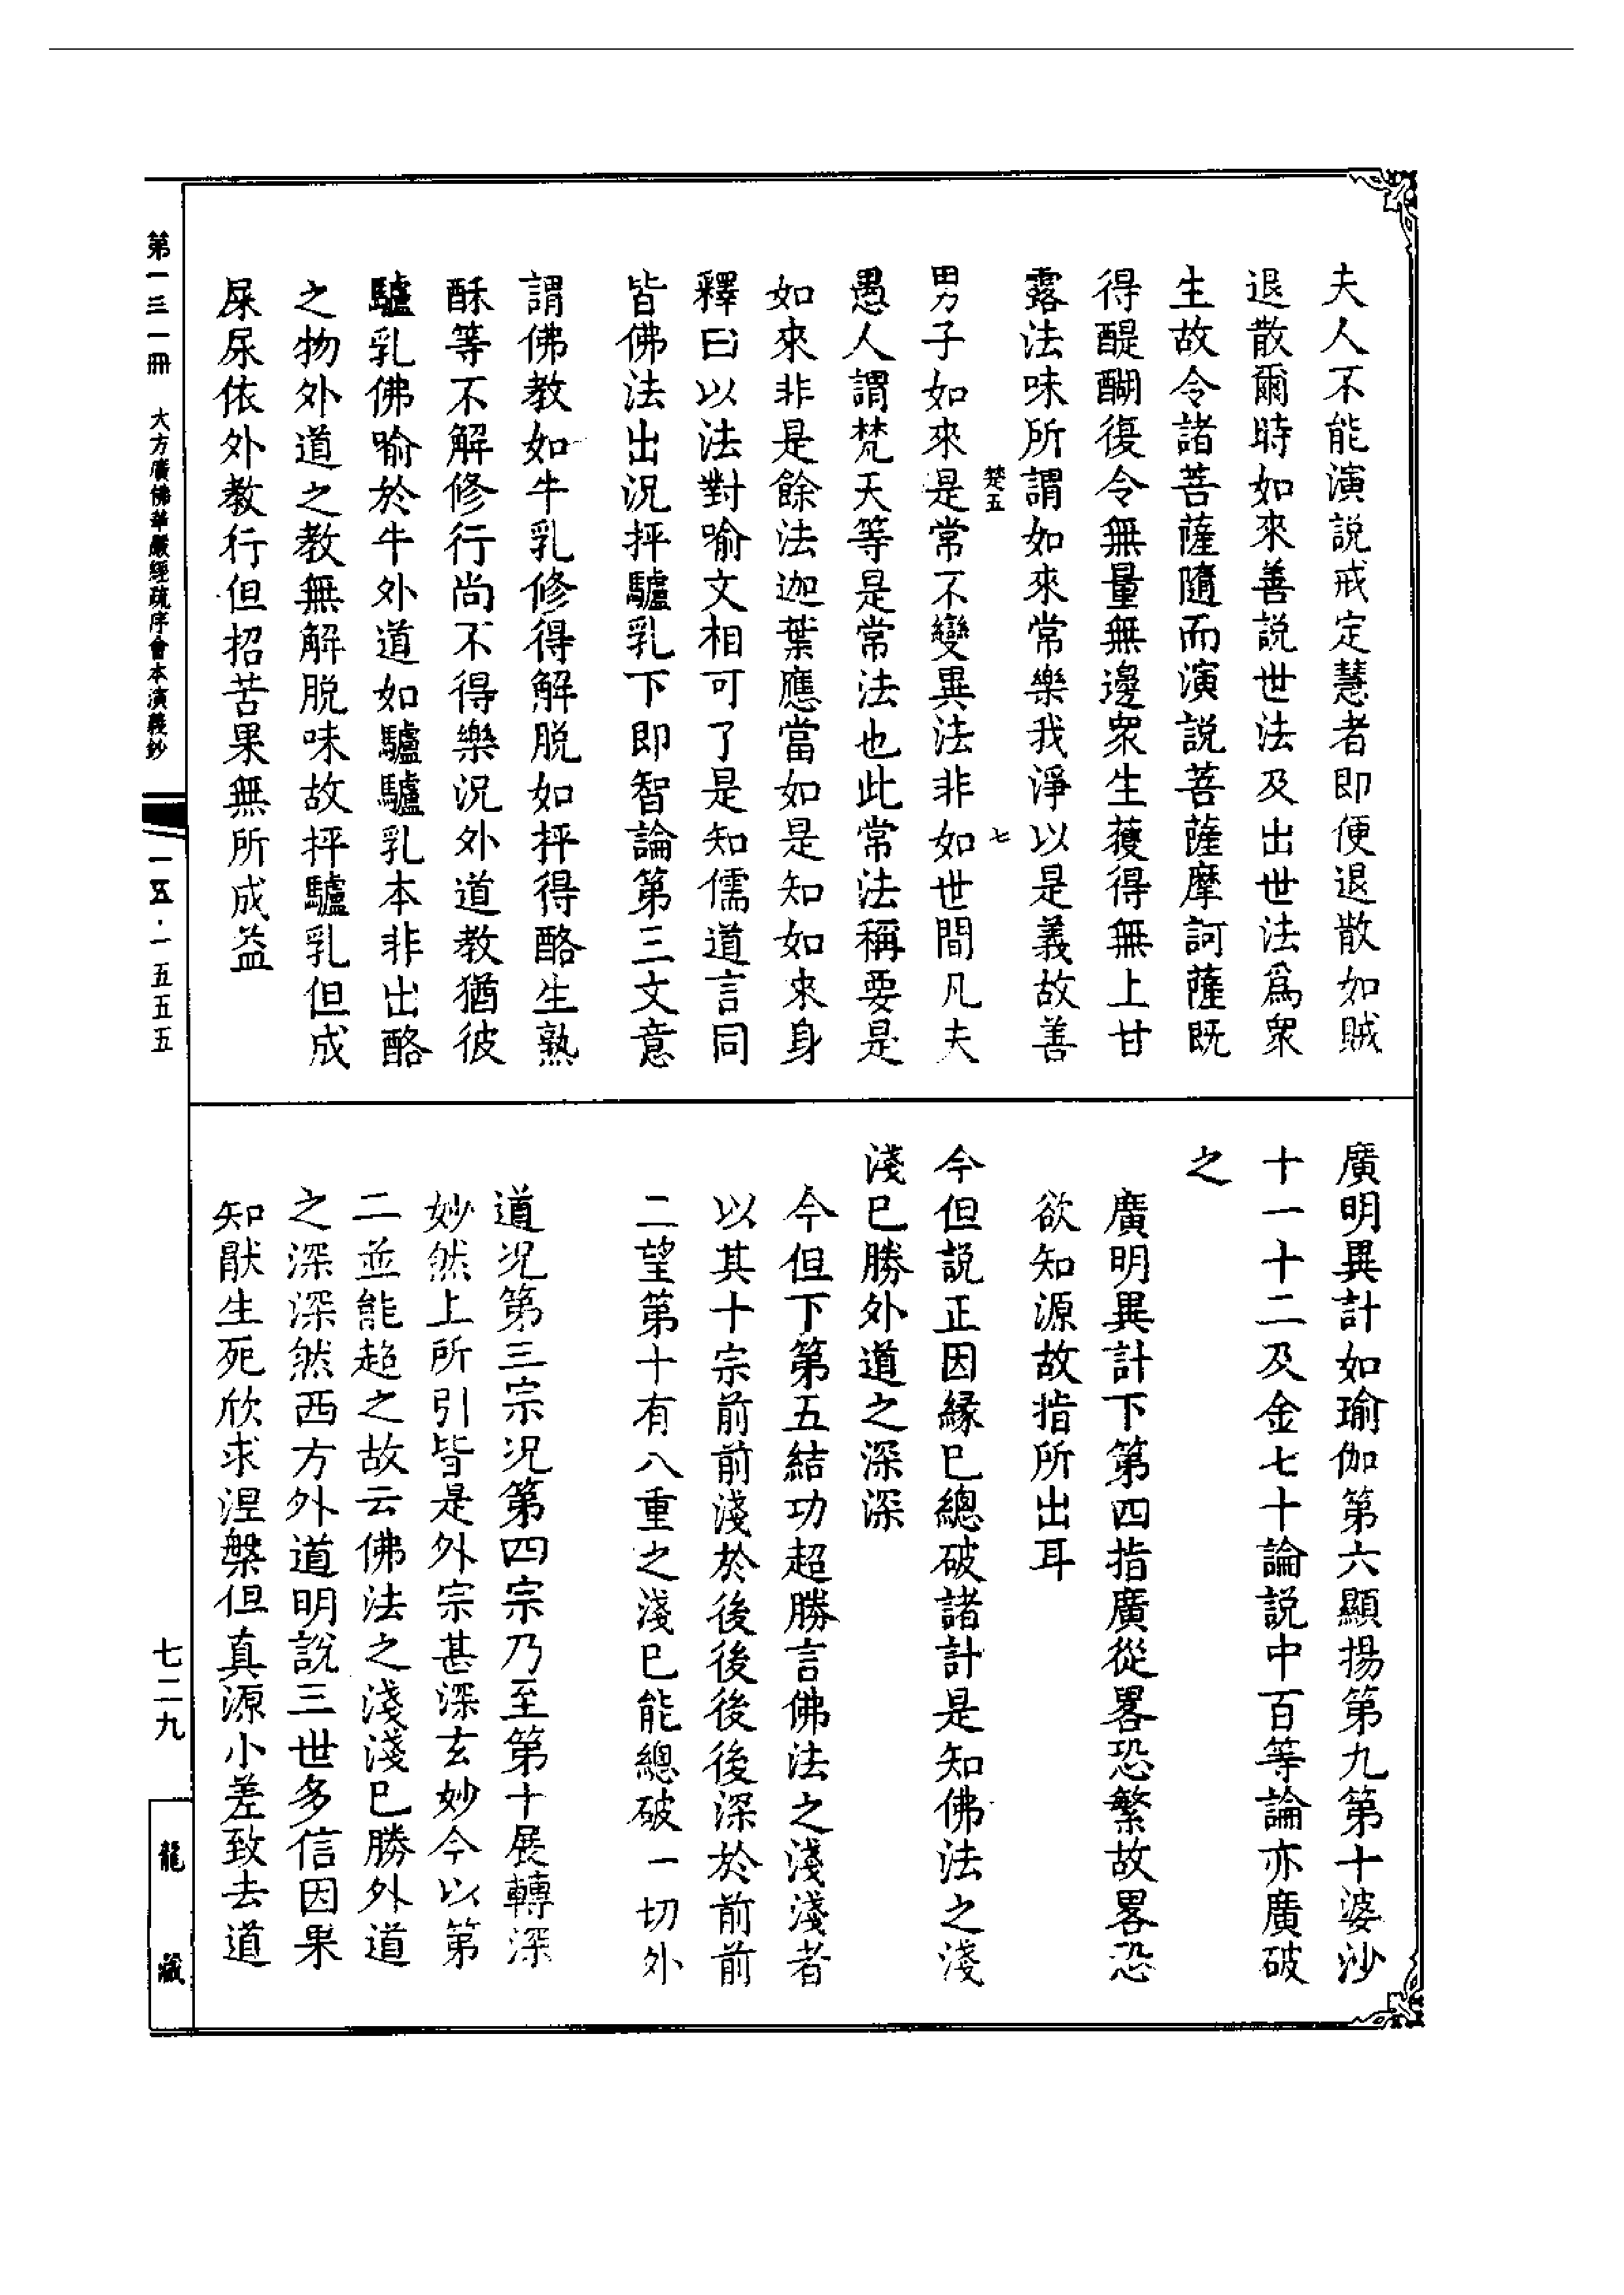 夫人不能演説戒定慧者即便退散如賊
退散爾時如來善説世法及出世法爲衆
生故令諸菩薩隨而演説菩薩摩訶薩既
得醍醐復令無量無邊衆生獲得無上甘
露法味所謂如來常樂我淨以是義故善
楚五　七
男子如來是常不變異法非如世間凡夫
愚人謂梵天等是常法也此常法稱要是
如來非是餘法迦葉應當如是知如來身
釋曰以法對喻文相可了是知儒道言同
皆佛法出況抨驢乳下即智論第三文意
謂佛教如牛乳修得解脱如抨得酪生熟
酥等不解修行尚不得樂況外道教猶彼
驢乳佛喻於牛外道如驢驢乳本非出酪
之物外道之教無解脱味故抨驢乳但成
屎尿依外教行但招苦果無所成益
廣明異計如瑜伽第六顯揚第九第十婆沙
十一十二及金七十論説中百等論亦廣破
之
廣明異計下第四指廣從畧恐繁故畧恐
欲知源故指所出耳
今但説正因縁已總破諸計是知佛法之淺
淺已勝外道之深深
今但下第五結功超勝言佛法之淺淺者
以其十宗前前淺於後後後後深於前前
二望第十有八重之淺已能總破一切外
道況第三宗況第四宗乃至第十展轉深
妙然上所引皆是外宗甚深玄妙今以第
二並能超之故云佛法之淺淺已勝外道
之深深然西方外道明説三世多信因果
知猒生死欣求涅槃但真源小差致去道
第一三一冊　大方廣佛華嚴經疏序會本演義鈔
一五五五
七二九
龍藏